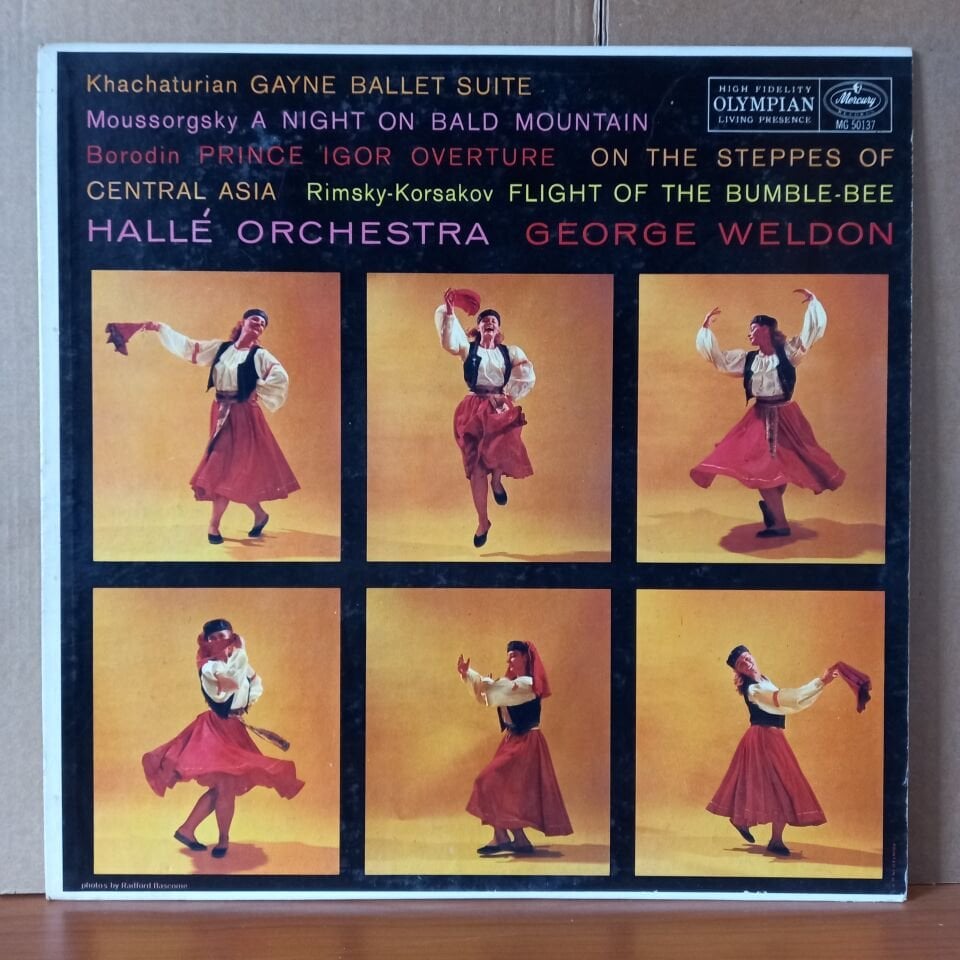 Khachaturian GAYNE BALLET SUITE
Moussorgsky A NIGHT ON BALD MOUNTAIN
Borodin PRINCE IGOR OVERTURE ON THE STEPPES OF
CENTRAL ASIA Rimsky-Korsakov FLIGHT OF THE BUMBLE-BEE
HALLÉ ORCHESTRA GEORGE WELDON
HIGH FIDELITY
OLYMPIAN
LIVING PRESENCE
Mercury
RECORDS
MG 50137
photos by Radford Bascome